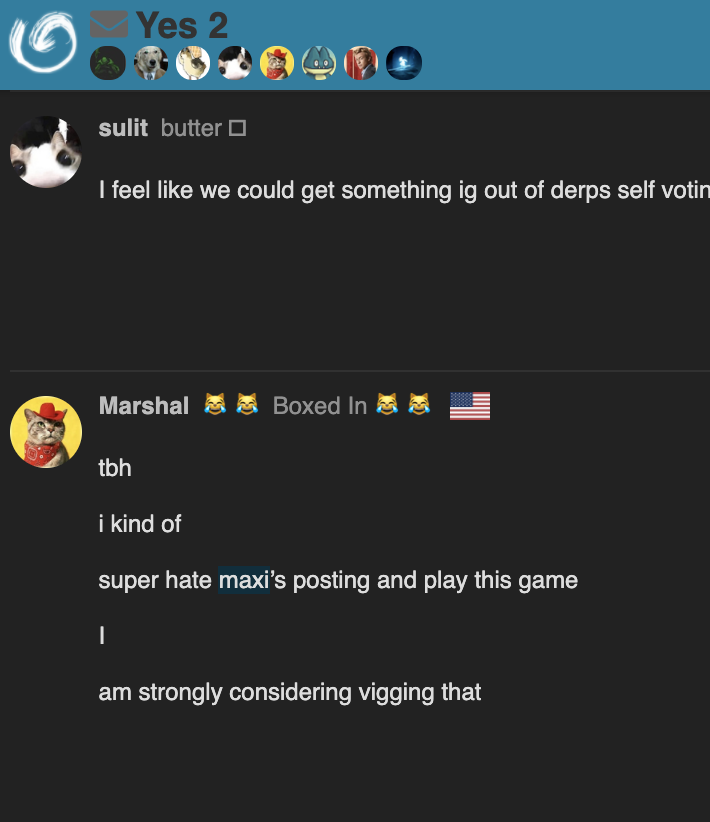 Yes 2
sulit butter
I feel like we could get something ig out of derps self votin
Marshal 😹 😹 Boxed In 😹 😹
tbh
i kind of
super hate maxi’s posting and play this game
I
am strongly considering vigging that